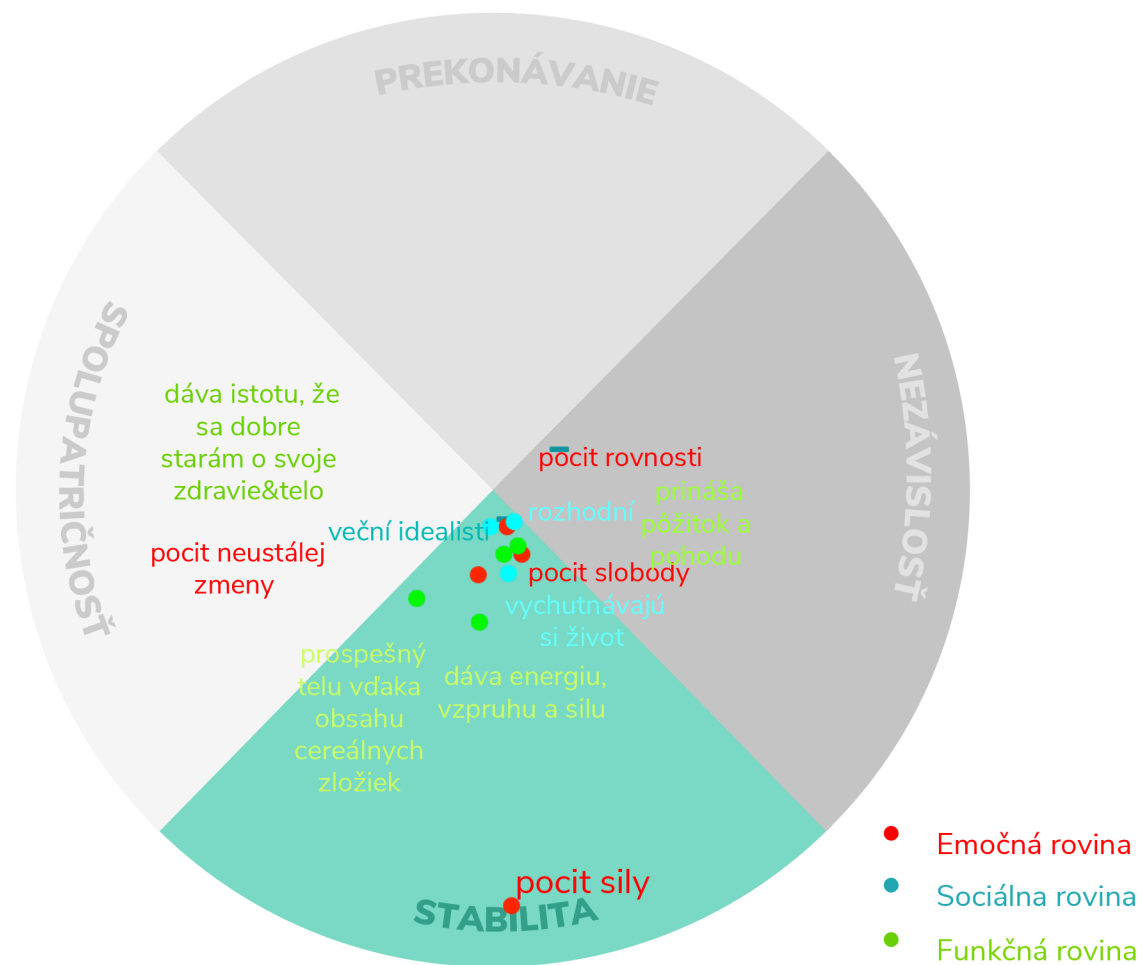 PREKONÁVANIE
SPOLUPATRIČNOSŤ
NEZÁVISLOSŤ
dáva istotu, že
sa dobre
starám o svoje
zdravie&telo
pocit rovnosti
prináša
pôžitok a
pohodu
rozhodní
veční idealisti
pocit neustálej
zmeny
pocit slobody
vychutnávajú
si život
prospešný
telu vďaka
obsahu
cereálnych
zložiek
dáva energiu,
vzpruhu a silu
pocit sily
STABILITA
Emočná rovina
Sociálna rovina
Funkčná rovina